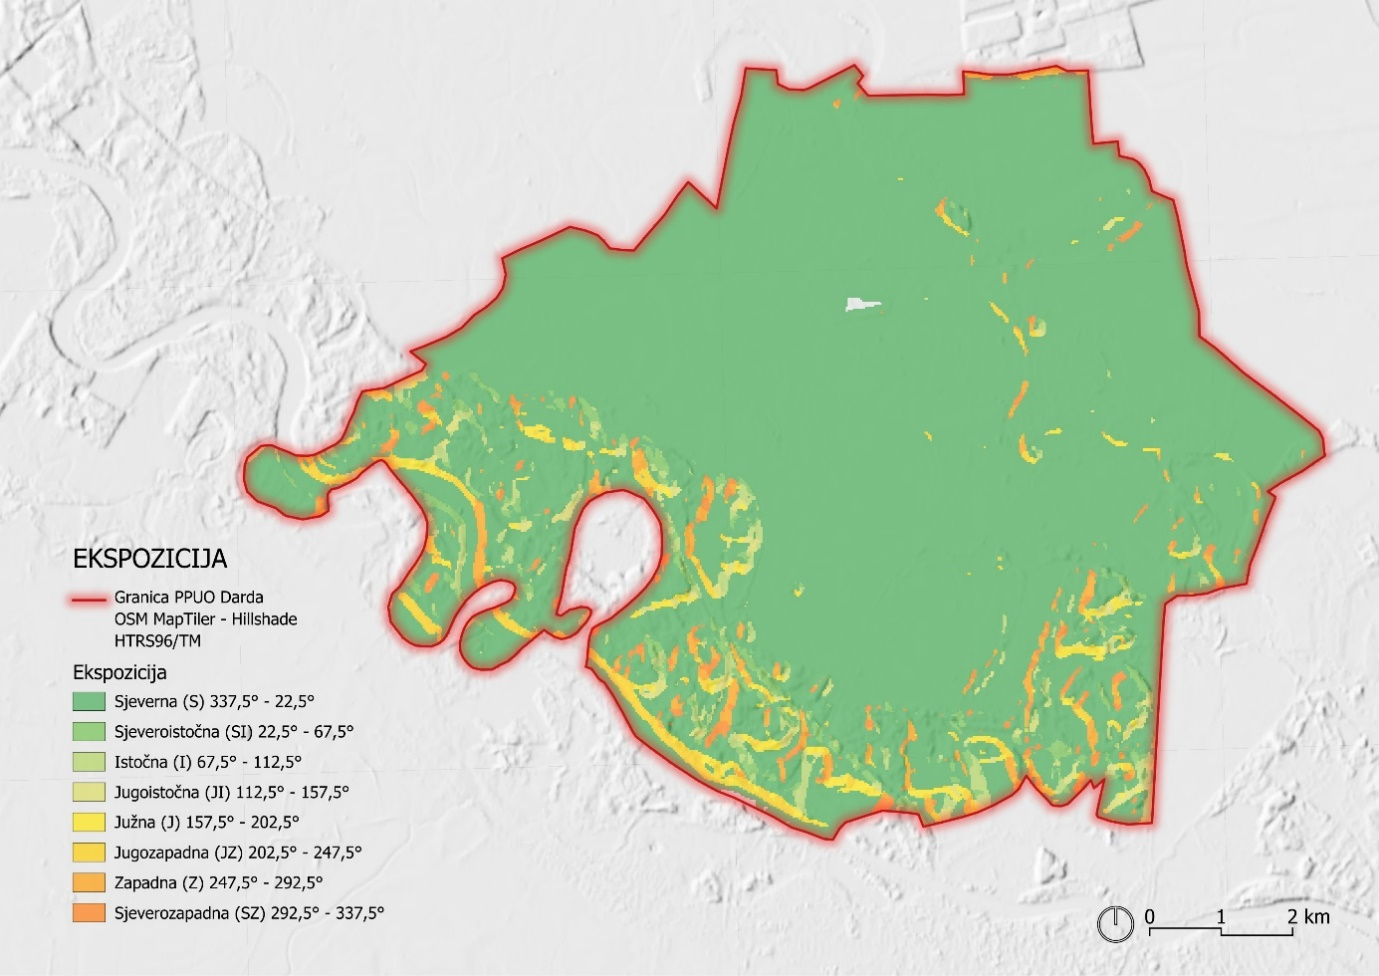 EKSPOZICIJA
Granica PPUO Darda
OSM MapTiler - Hillshade
HTRS96/TM
Ekspozicija
Sjeverna (S) 337,5° - 22,5°
Sjeveroistočna (SI) 22,5° - 67,5°
Istočna (I) 67,5° - 112,5°
Jugoistočna (JI) 112,5° - 157,5°
Južna (J) 157,5° - 202,5°
Jugozapadna (JZ) 202,5° - 247,5°
Zapadna (Z) 247,5° - 292,5°
Sjeverozapadna (SZ) 292,5° - 337,5°
0 1 2 km